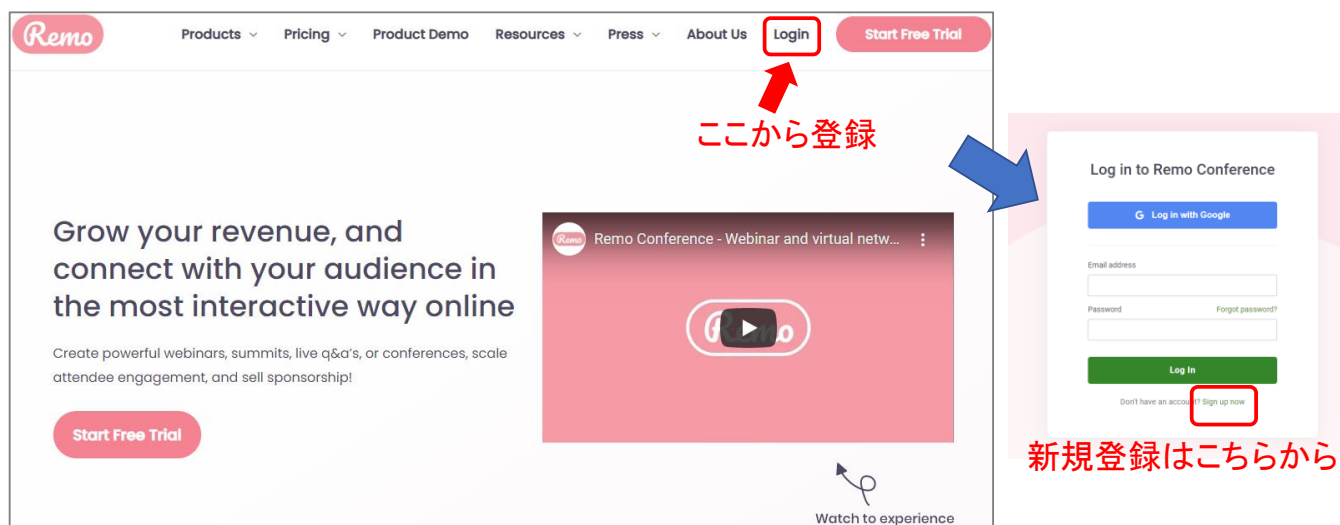 Remo
Products Pricing Product Demo Resources Press About Us Login Start Free Trial
ここから登録
Grow your revenue, and
connect with your audience in
the most interactive way online
Create powerful webinars, summits, live q&a's, or conferences, scale
attendee engagement, and sell sponsorship!
Start Free Trial
Remo
Remo Conference - Webinar and virtual netw...
Remo
Watch to experience
Log in to Remo Conference
G Log in with Google
Email address
Password Forgot password?
Log In
Don't have an account? Sign up now
新規登録はこちらから